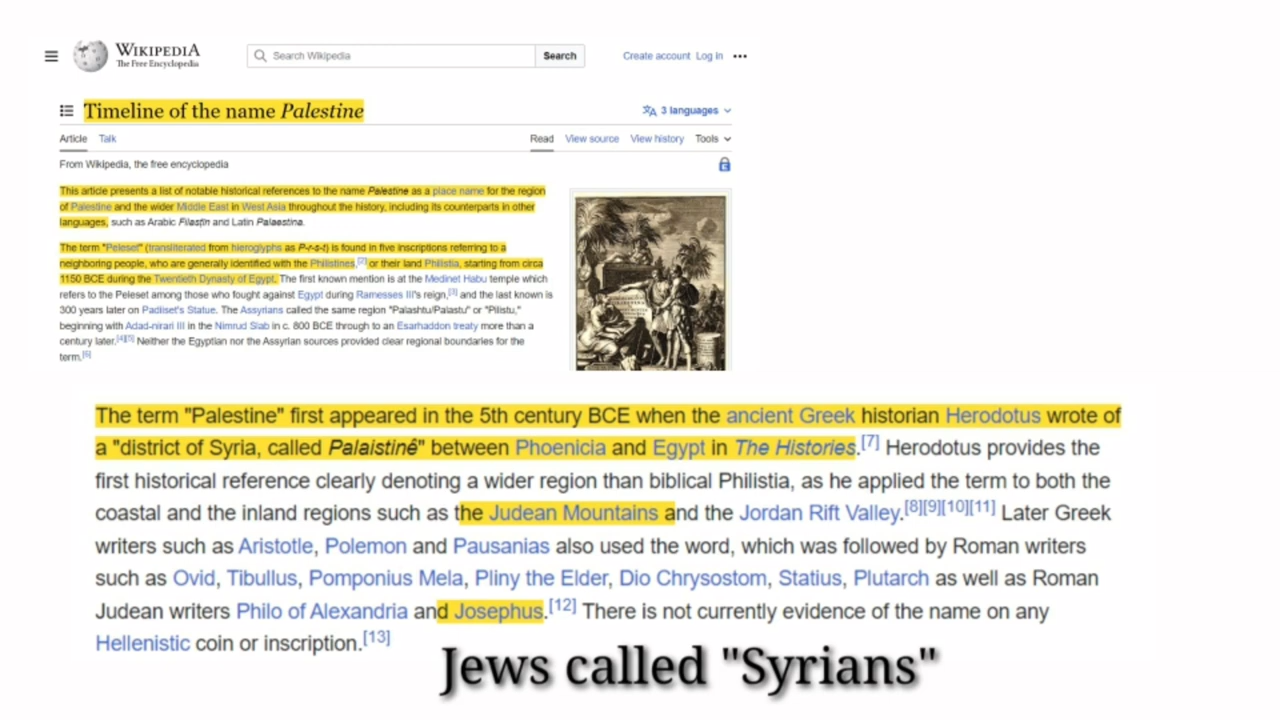 WIKIPEDIA
The Free Encyclopedia
Search Wikipedia
Search
Create account Log in
Timeline of the name Palestine
3 languages
Article Talk
Read View source View history Tools
From Wikipedia, the free encyclopedia
This article presents a list of notable historical references to the name Palestine as a place name for the region
of Palestine and the wider Middle East in West Asia throughout the history, including its counterparts in other
languages, such as Arabic Filasṭīn and Latin Palaestina.
The term "Peleset" (transliterated from hieroglyphs as P-r-s-t) is found in five inscriptions referring to a
neighboring people, who are generally identified with the Philistines,[2] or their land Philistia, starting from circa
1150 BCE during the Twentieth Dynasty of Egypt. The first known mention is at the Medinet Habu temple which
refers to the Peleset among those who fought against Egypt during Ramesses III's reign,[3] and the last known is
300 years later on Padiiset's Statue. The Assyrians called the same region "Palashtu/Palastu" or "Pilistu,"
beginning with Adad-nirari III in the Nimrud Slab in c. 800 BCE through to an Esarhaddon treaty more than a
century later.[4][5] Neither the Egyptian nor the Assyrian sources provided clear regional boundaries for the
term.[6]
The term "Palestine" first appeared in the 5th century BCE when the ancient Greek historian Herodotus wrote of
a "district of Syria, called Palaistinê" between Phoenicia and Egypt in The Histories.[7] Herodotus provides the
first historical reference clearly denoting a wider region than biblical Philistia, as he applied the term to both the
coastal and the inland regions such as the Judean Mountains and the Jordan Rift Valley.[8][9][10][11] Later Greek
writers such as Aristotle, Polemon and Pausanias also used the word, which was followed by Roman writers
such as Ovid, Tibullus, Pomponius Mela, Pliny the Elder, Dio Chrysostom, Statius, Plutarch as well as Roman
Judean writers Philo of Alexandria and Josephus.[12] There is not currently evidence of the name on any
Hellenistic coin or inscription.[13]
Jews called "Syrians"